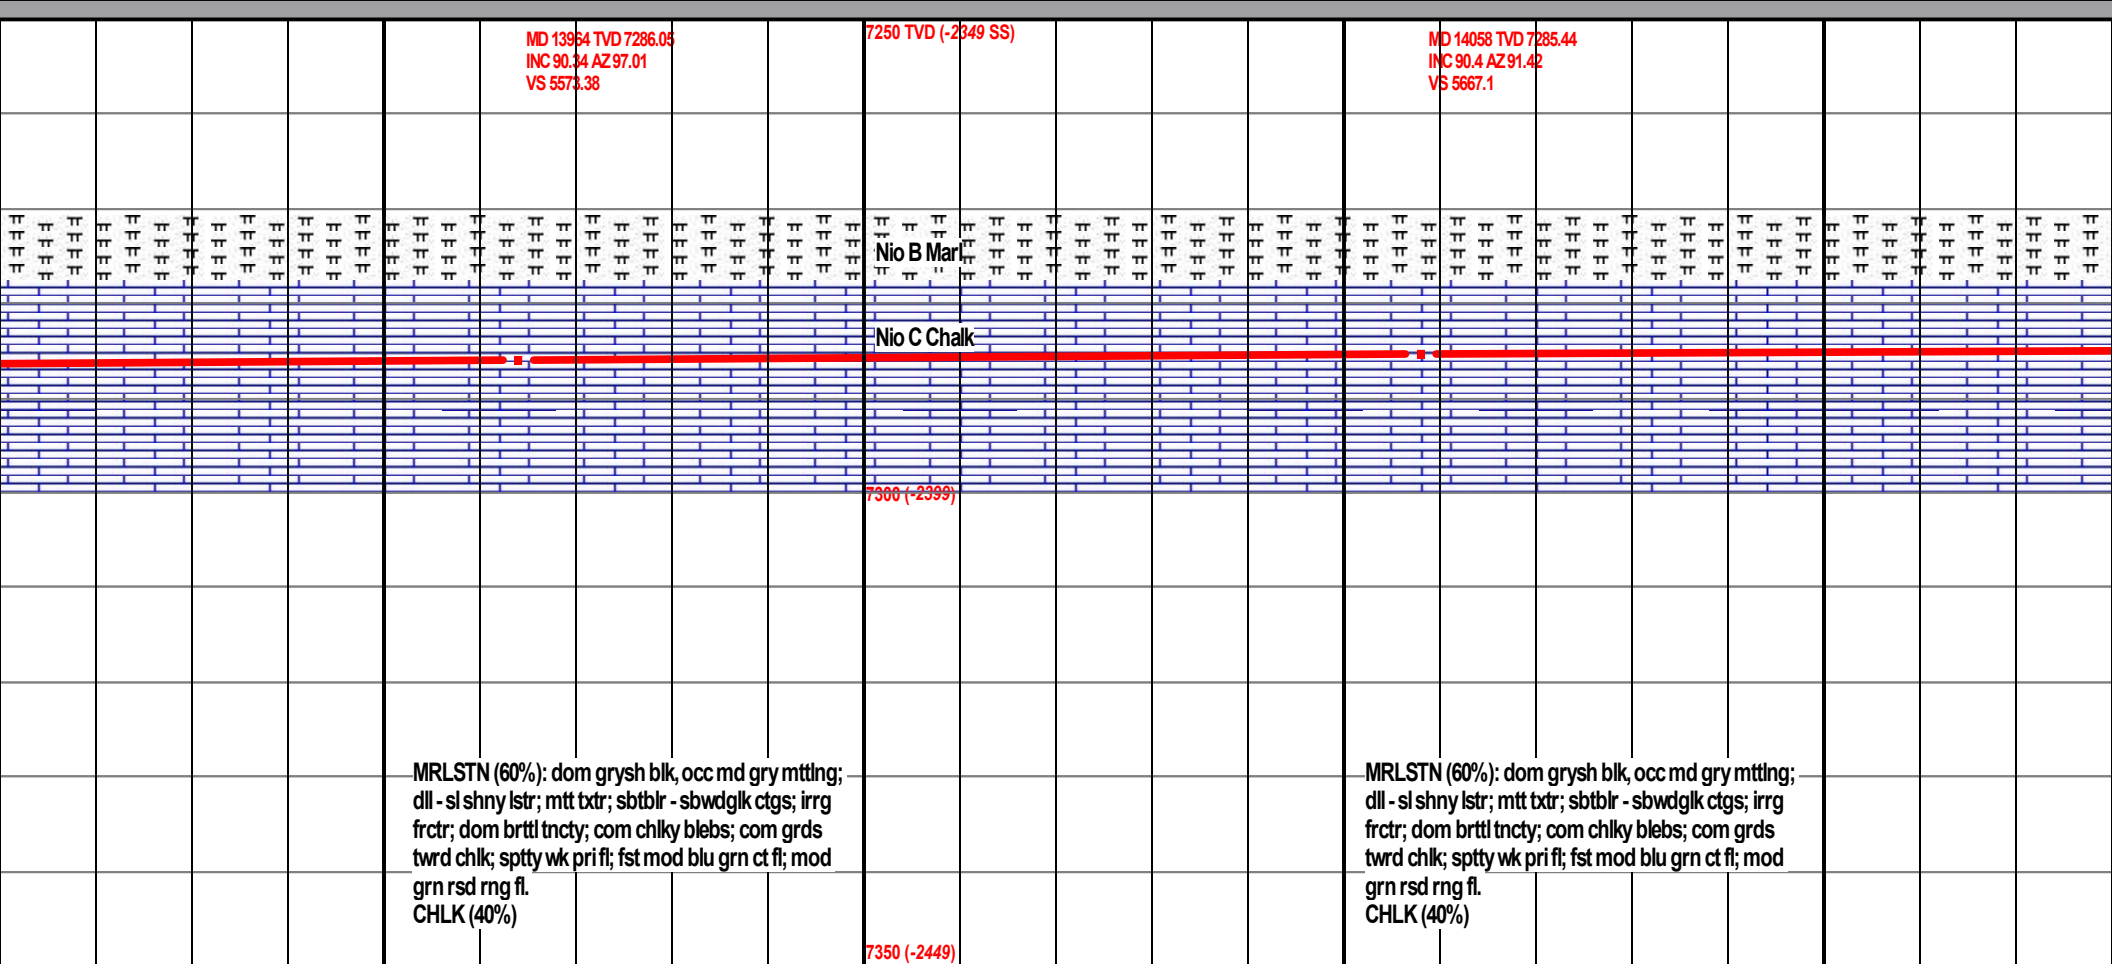 MD 13964 TVD 7286.05
INC 90.34 AZ 97.01
VS 5573.38
7250 TVD (-2349 SS)
MD 14058 TVD 7285.44
INC 90.4 AZ 91.42
VS 5667.1
Nio B Marl
Nio C Chalk
7300 (-2399)
MRLSTN (60%): dom grysh blk, occ md gry mttlng;
dll - sl shny lstr; mtt txtr; sbtblr - sbwdglk ctgs; irrg
frctr; dom brttl tncty; com chlky blebs; com grds
twrd chlk; sptty wk pri fl; fst mod blu grn ct fl; mod
grn rsd rng fl.
CHLK (40%)
MRLSTN (60%): dom grysh blk, occ md gry mttlng;
dll - sl shny lstr; mtt txtr; sbtblr - sbwdglk ctgs; irrg
frctr; dom brttl tncty; com chlky blebs; com grds
twrd chlk; sptty wk pri fl; fst mod blu grn ct fl; mod
grn rsd rng fl.
CHLK (40%)
7350 (-2449)